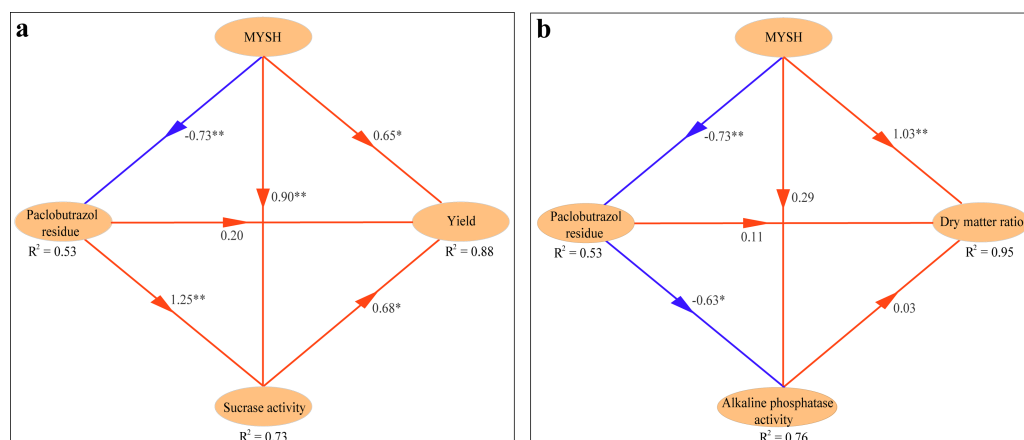 a
MYSH
-0.73**
0.65*
0.90**
Paclobutrazol
residue
R² = 0.53
0.20
Yield
R² = 0.88
1.25**
0.68*
Sucrase activity
R² = 0.73
b
MYSH
-0.73**
1.03**
0.29
Paclobutrazol
residue
R² = 0.53
0.11
Dry matter ratio
R² = 0.95
-0.63*
0.03
Alkaline phosphatase
activity
R² = 0.76